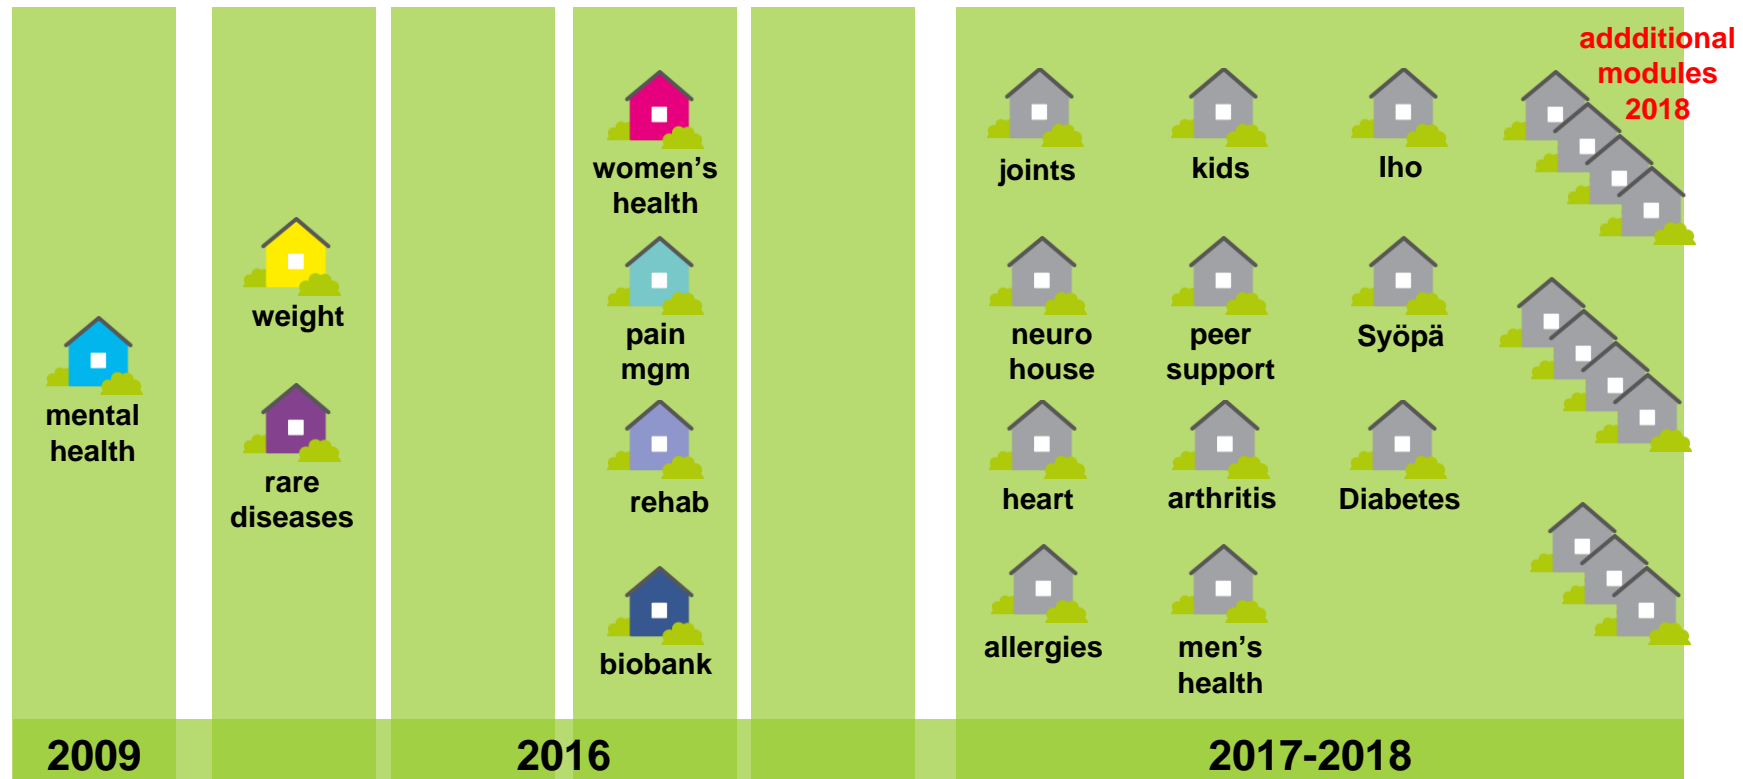 addditional
modules
2018
women's
health
joints
kids
Iho
weight
pain
mgm
neuro
house
peer
support
Syöpä
mental
health
rare
diseases
rehab
heart
arthritis
Diabetes
biobank
allergies
men's
health
2009
2016
2017-2018